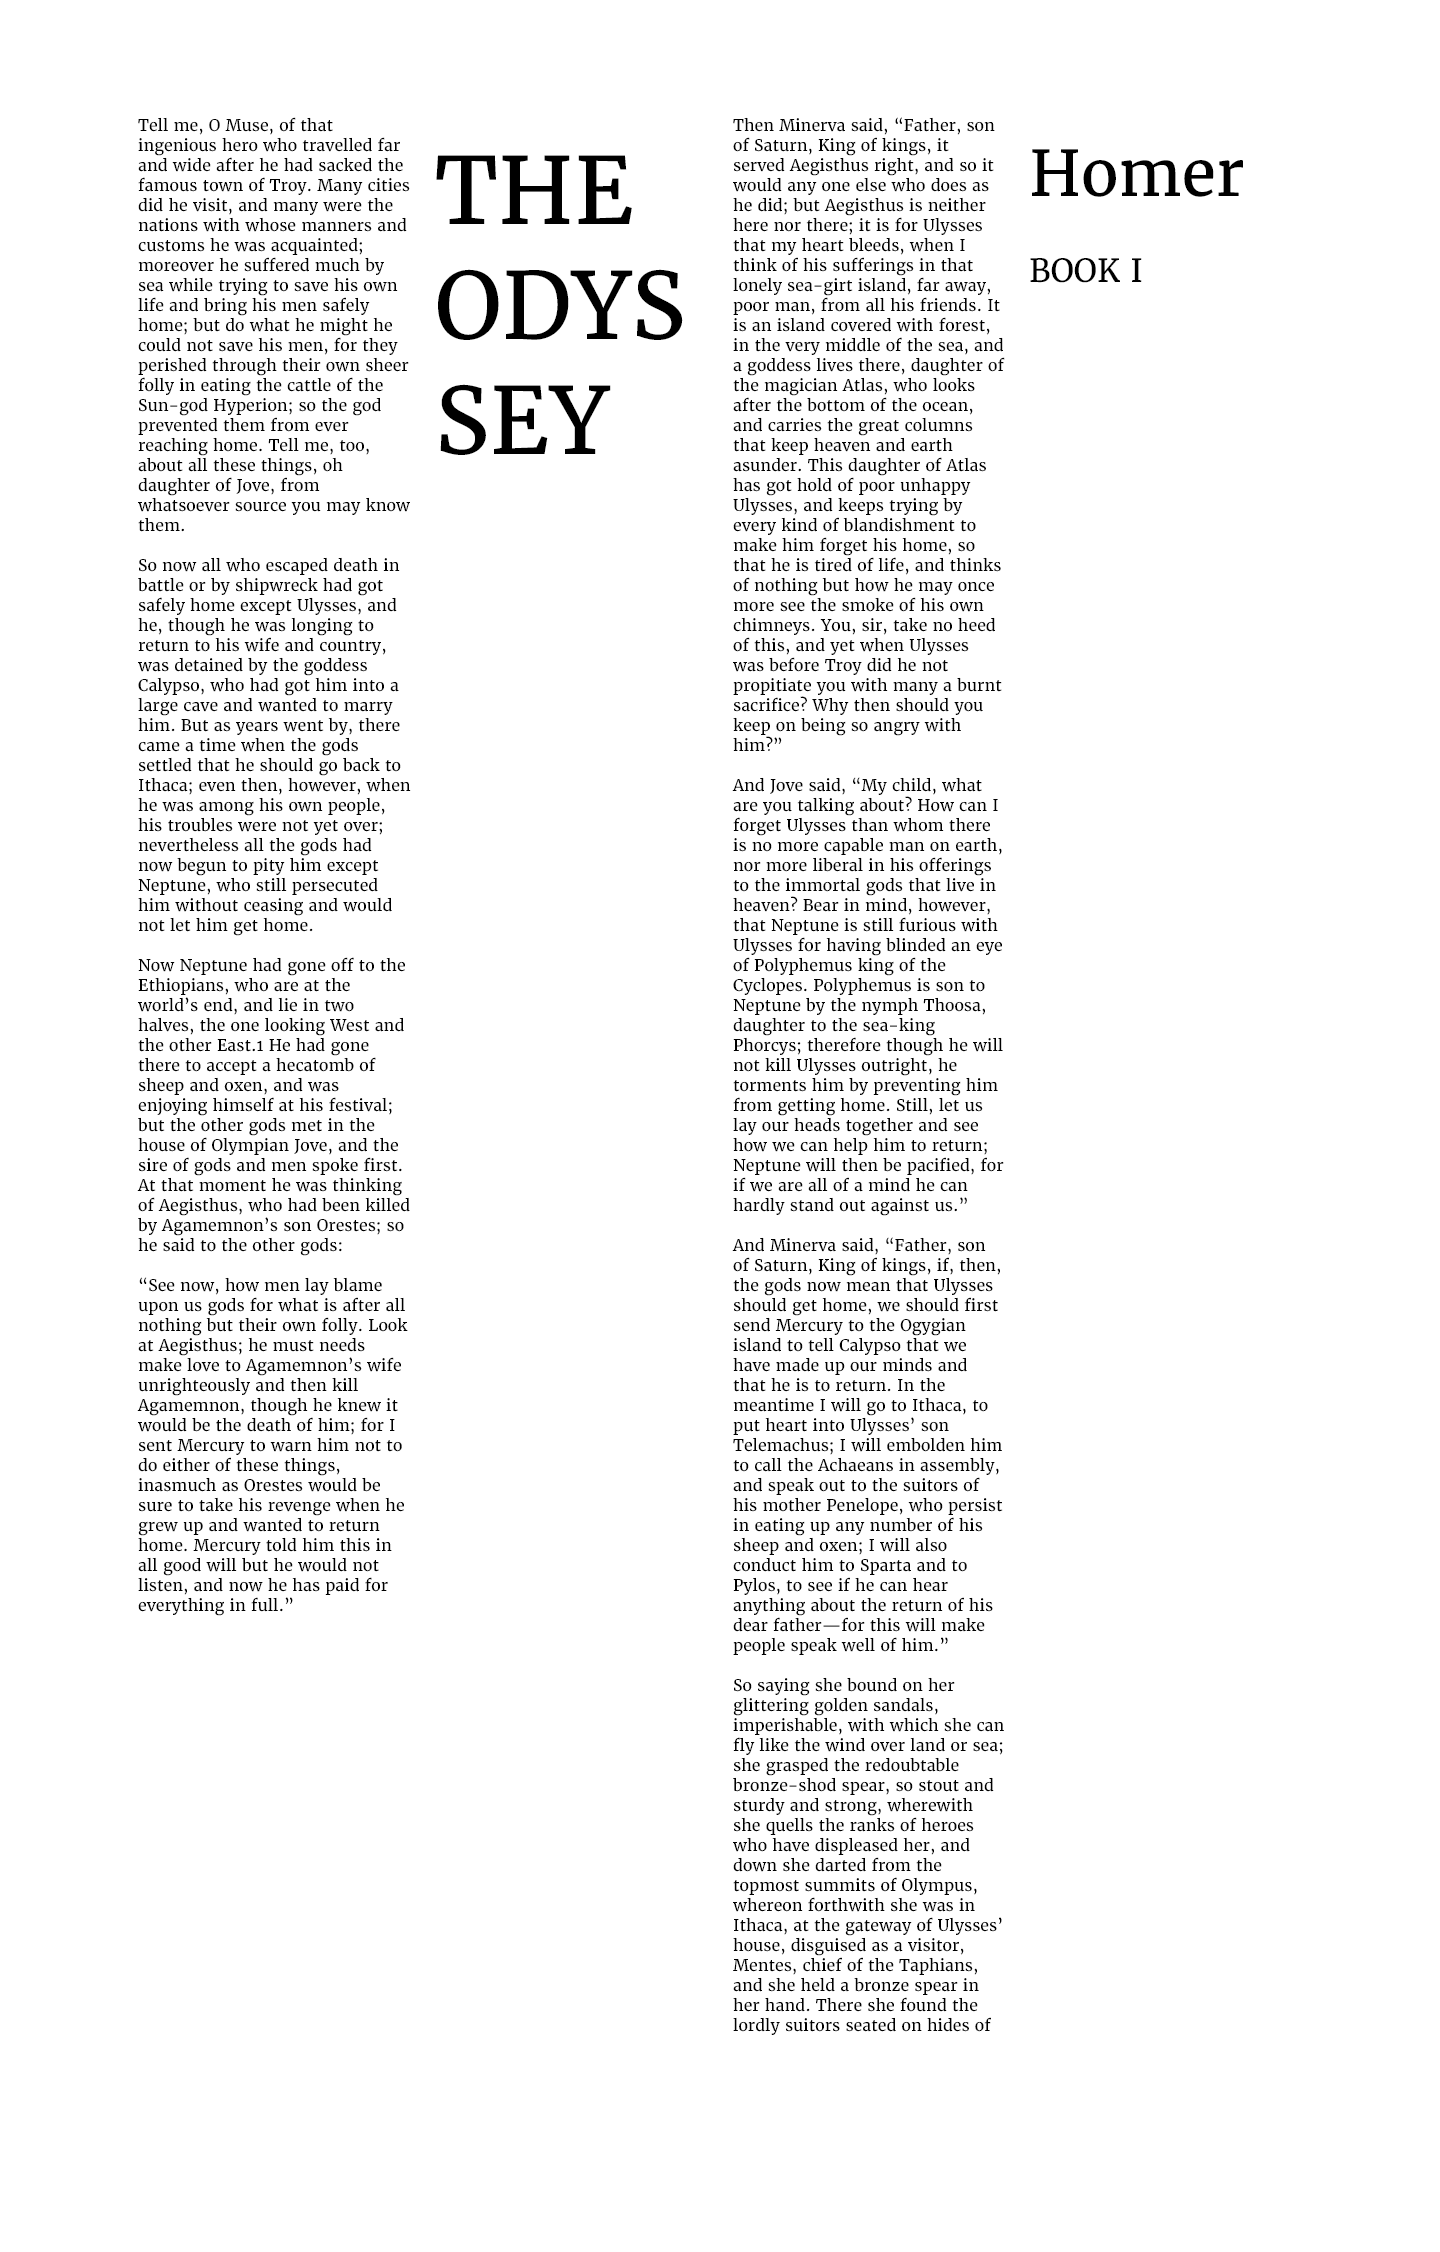 Tell me, O Muse, of that
ingenious hero who travelled far
and wide after he had sacked the
famous town of Troy. Many cities
did he visit, and many were the
nations with whose manners and
customs he was acquainted;
moreover he suffered much by
sea while trying to save his own
life and bring his men safely
home; but do what he might he
could not save his men, for they
perished through their own sheer
folly in eating the cattle of the
Sun-god Hyperion; so the god
prevented them from ever
reaching home. Tell me, too,
about all these things, oh
daughter of Jove, from
whatsoever source you may know
them.

So now all who escaped death in
battle or by shipwreck had got
safely home except Ulysses, and
he, though he was longing to
return to his wife and country,
was detained by the goddess
Calypso, who had got him into a
large cave and wanted to marry
him. But as years went by, there
came a time when the gods
settled that he should go back to
Ithaca; even then, however, when
he was among his own people,
his troubles were not yet over;
nevertheless all the gods had
now begun to pity him except
Neptune, who still persecuted
him without ceasing and would
not let him get home.

Now Neptune had gone off to the
Ethiopians, who are at the
world’s end, and lie in two
halves, the one looking West and
the other East.1 He had gone
there to accept a hecatomb of
sheep and oxen, and was
enjoying himself at his festival;
but the other gods met in the
house of Olympian Jove, and the
sire of gods and men spoke first.
At that moment he was thinking
of Aegisthus, who had been killed
by Agamemnon’s son Orestes; so
he said to the other gods:

“See now, how men lay blame
upon us gods for what is after all
nothing but their own folly. Look
at Aegisthus; he must needs
make love to Agamemnon’s wife
unrighteously and then kill
Agamemnon, though he knew it
would be the death of him; for I
sent Mercury to warn him not to
do either of these things,
inasmuch as Orestes would be
sure to take his revenge when he
grew up and wanted to return
home. Mercury told him this in
all good will but he would not
listen, and now he has paid for
everything in full.”

THE
ODYS
SEY

Then Minerva said, “Father, son
of Saturn, King of kings, it
served Aegisthus right, and so it
would any one else who does as
he did; but Aegisthus is neither
here nor there; it is for Ulysses
that my heart bleeds, when I
think of his sufferings in that
lonely sea-girt island, far away,
poor man, from all his friends. It
is an island covered with forest,
in the very middle of the sea, and
a goddess lives there, daughter of
the magician Atlas, who looks
after the bottom of the ocean,
and carries the great columns
that keep heaven and earth
asunder. This daughter of Atlas
has got hold of poor unhappy
Ulysses, and keeps trying by
every kind of blandishment to
make him forget his home, so
that he is tired of life, and thinks
of nothing but how he may once
more see the smoke of his own
chimneys. You, sir, take no heed
of this, and yet when Ulysses
was before Troy did he not
propitiate you with many a burnt
sacrifice? Why then should you
keep on being so angry with
him?”

And Jove said, “My child, what
are you talking about? How can I
forget Ulysses than whom there
is no more capable man on earth,
nor more liberal in his offerings
to the immortal gods that live in
heaven? Bear in mind, however,
that Neptune is still furious with
Ulysses for having blinded an eye
of Polyphemus king of the
Cyclopes. Polyphemus is son to
Neptune by the nymph Thoosa,
daughter to the sea-king
Phorcys; therefore though he will
not kill Ulysses outright, he
torments him by preventing him
from getting home. Still, let us
lay our heads together and see
how we can help him to return;
Neptune will then be pacified, for
if we are all of a mind he can
hardly stand out against us.”

And Minerva said, “Father, son
of Saturn, King of kings, if, then,
the gods now mean that Ulysses
should get home, we should first
send Mercury to the Ogygian
island to tell Calypso that we
have made up our minds and
that he is to return. In the
meantime I will go to Ithaca, to
put heart into Ulysses’ son
Telemachus; I will embolden him
to call the Achaeans in assembly,
and speak out to the suitors of
his mother Penelope, who persist
in eating up any number of his
sheep and oxen; I will also
conduct him to Sparta and to
Pylos, to see if he can hear
anything about the return of his
dear father—for this will make
people speak well of him.”

So saying she bound on her
glittering golden sandals,
imperishable, with which she can
fly like the wind over land or sea;
she grasped the redoubtable
bronze-shod spear, so stout and
sturdy and strong, wherewith
she quells the ranks of heroes
who have displeased her, and
down she darted from the
topmost summits of Olympus,
whereon forthwith she was in
Ithaca, at the gateway of Ulysses’
house, disguised as a visitor,
Mentes, chief of the Taphians,
and she held a bronze spear in
her hand. There she found the
lordly suitors seated on hides of

Homer
BOOK I